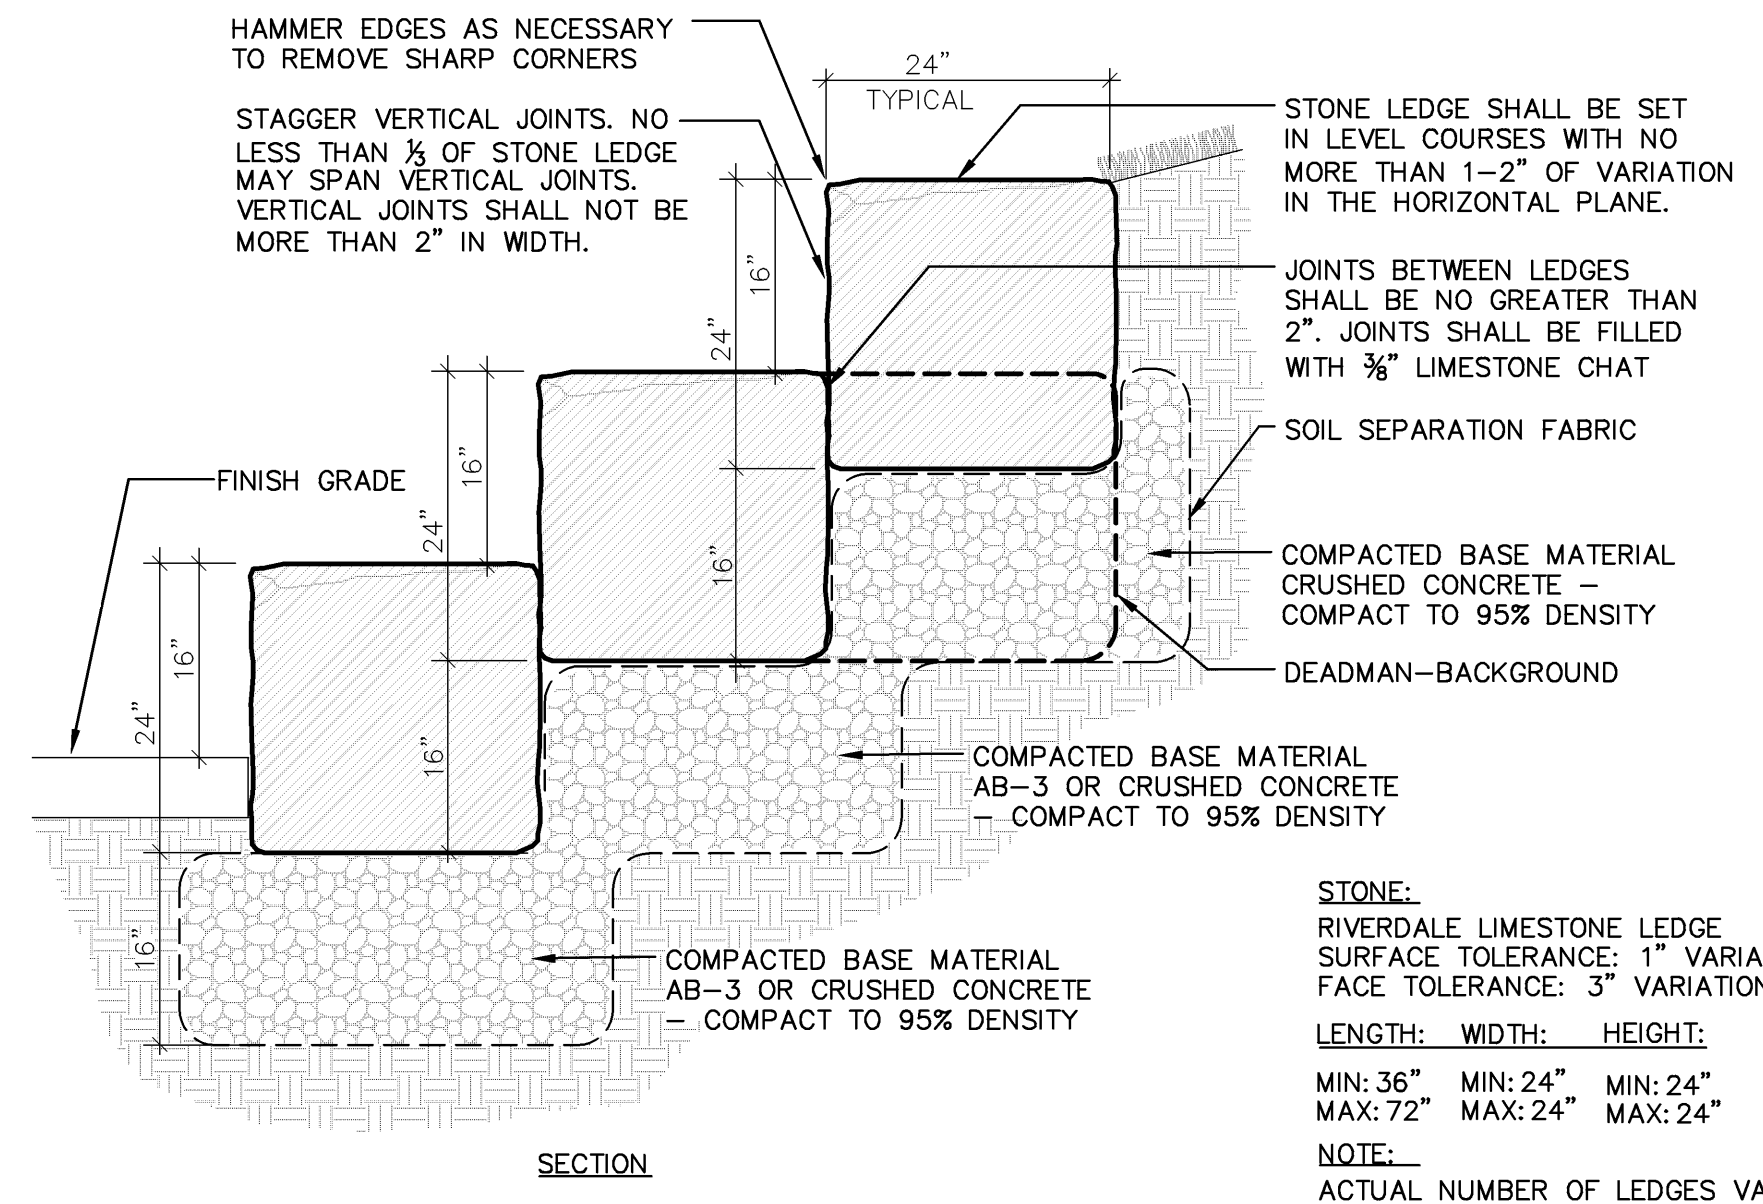 HAMMER EDGES AS NECESSARY
TO REMOVE SHARP CORNERS
STAGGER VERTICAL JOINTS. NO
LESS THAN ⅓ OF STONE LEDGE
MAY SPAN VERTICAL JOINTS.
VERTICAL JOINTS SHALL NOT BE
MORE THAN 2” IN WIDTH.
24”
TYPICAL
STONE LEDGE SHALL BE SET
IN LEVEL COURSES WITH NO
MORE THAN 1–2” OF VARIATION
IN THE HORIZONTAL PLANE.
JOINTS BETWEEN LEDGES
SHALL BE NO GREATER THAN
2”. JOINTS SHALL BE FILLED
WITH ⅜” LIMESTONE CHAT
SOIL SEPARATION FABRIC
COMPACTED BASE MATERIAL
CRUSHED CONCRETE –
COMPACT TO 95% DENSITY
DEADMAN–BACKGROUND
16”
24”
16”
16”
24”
16”
FINISH GRADE
16”
24”
16”
COMPACTED BASE MATERIAL
AB–3 OR CRUSHED CONCRETE
– COMPACT TO 95% DENSITY
COMPACTED BASE MATERIAL
AB–3 OR CRUSHED CONCRETE
– COMPACT TO 95% DENSITY
SECTION
STONE:
RIVERDALE LIMESTONE LEDGE
SURFACE TOLERANCE: 1” VARIA
FACE TOLERANCE: 3” VARIATION
LENGTH: WIDTH: HEIGHT:
MIN: 36” MIN: 24” MIN: 24”
MAX: 72” MAX: 24” MAX: 24”
NOTE:
ACTUAL NUMBER OF LEDGES VA